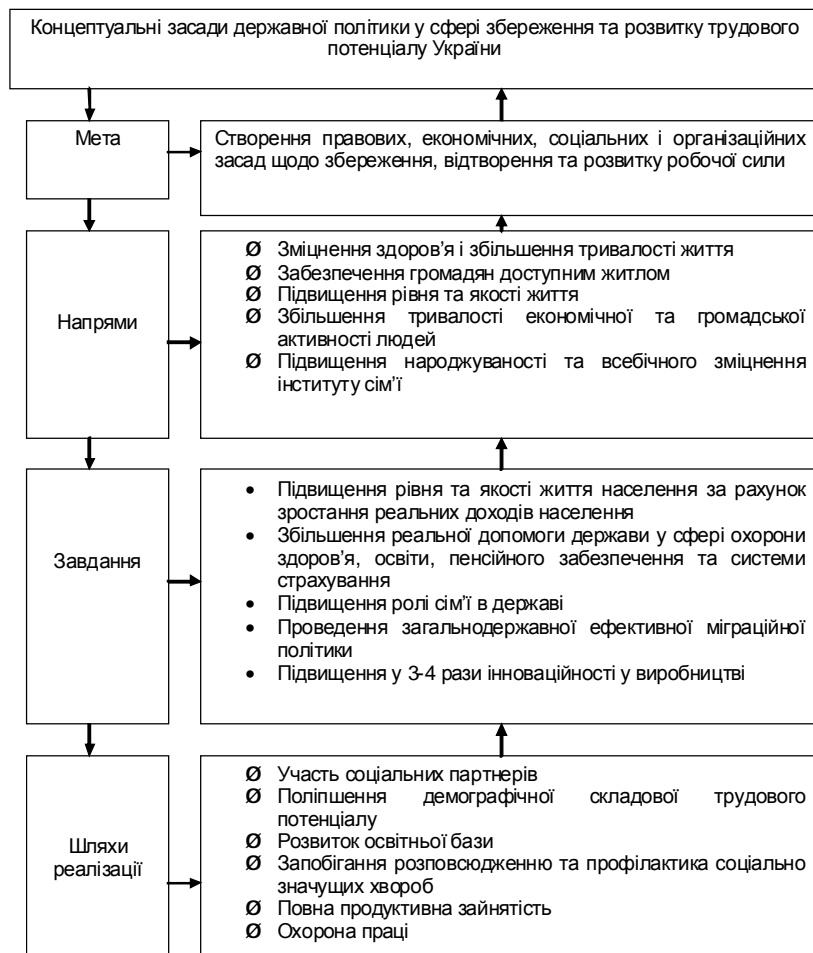 Концептуальні засади державної політики у сфері збереження та розвитку трудового
потенціалу України
Мета
Створення правових, економічних, соціальних і організаційних
засад щодо збереження, відтворення та розвитку робочої сили
Напрями
Ø Зміцнення здоров'я і збільшення тривалості життя
Ø Забезпечення громадян доступним житлом
Ø Підвищення рівня та якості життя
Ø Збільшення тривалості економічної та громадської
активності людей
Ø Підвищення народжуваності та всебічного зміцнення
інституту сім'ї
Завдання
• Підвищення рівня та якості життя населення за рахунок
зростання реальних доходів населення
• Збільшення реальної допомоги держави у сфері охорони
здоров'я, освіти, пенсійного забезпечення та системи
страхування
• Підвищення ролі сім'ї в державі
• Проведення загальнодержавної ефективної міграційної
політики
• Підвищення у 3-4 рази інноваційності у виробництві
Шляхи
реалізації
Ø Участь соціальних партнерів
Ø Поліпшення демографічної складової трудового
потенціалу
Ø Розвиток освітньої бази
Ø Запобігання розповсюдженню та профілактика соціально
значущих хвороб
Ø Повна продуктивна зайнятість
Ø Охорона праці